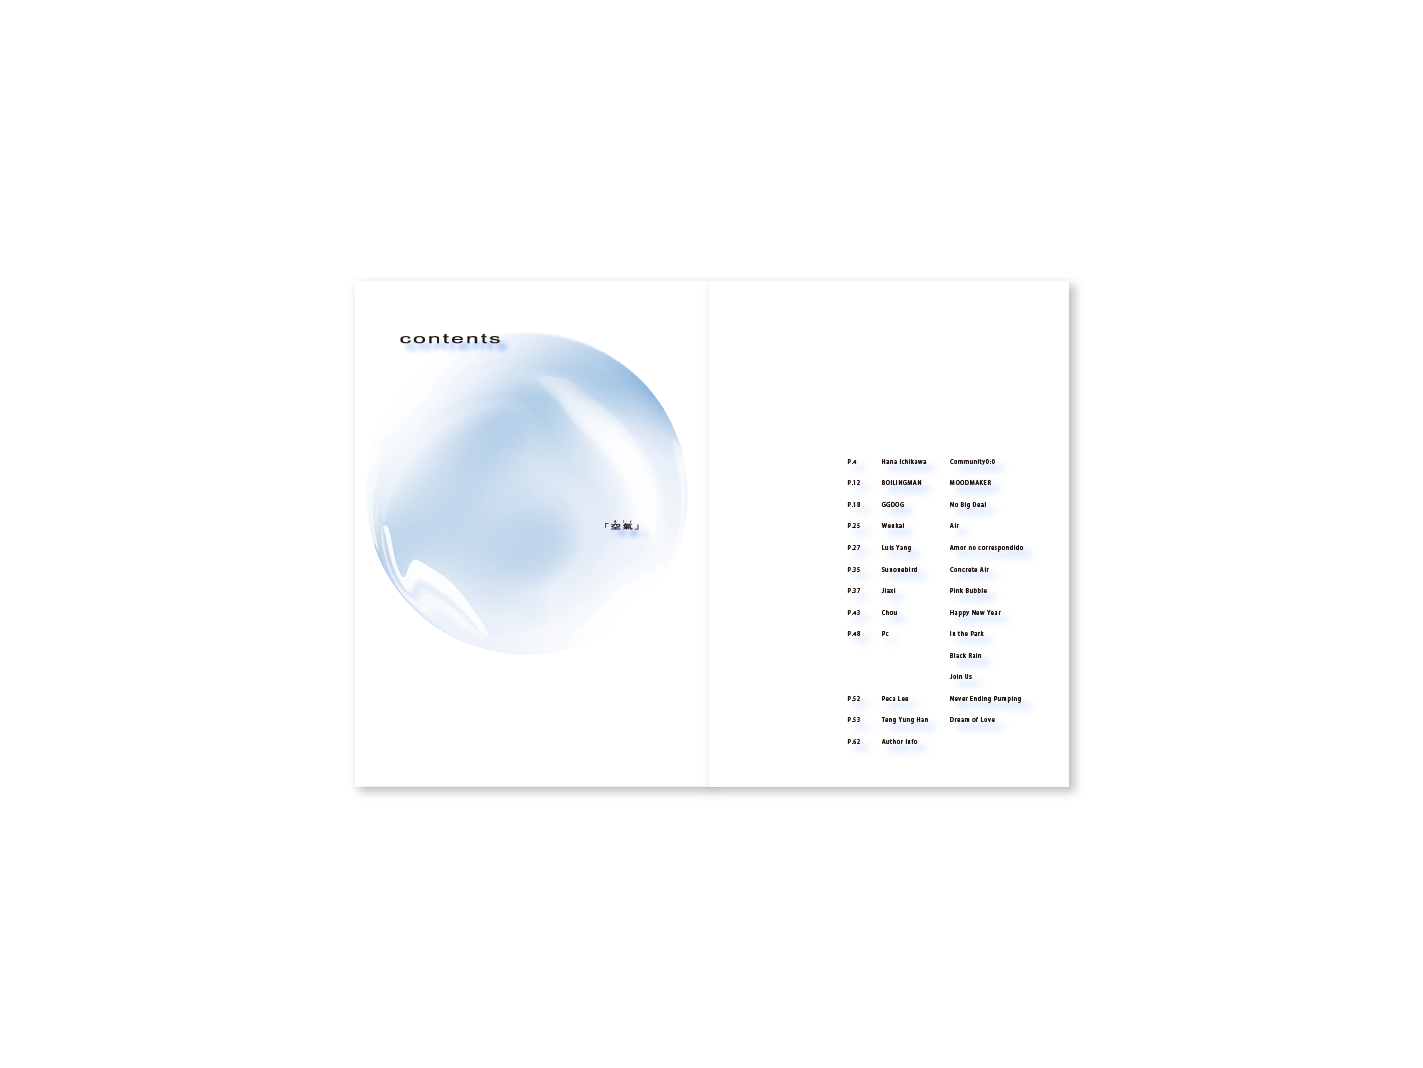 contents
「空氣」
P.4 Hana Ichikawa Community0:0
P.12 BOILINGMAN MOODMAKER
P.18 GGDOG No Big Deal
P.25 Wenkai Air
P.27 Luis Yang Amor no correspondido
P.35 Sunonebird Concrete Air
P.37 Jiaxi Pink Bubble
P.43 Chou Happy New Year
P.48 Pc In the Park
Black Rain
Join Us
P.52 Peca Lee Never Ending Pumping
P.53 Teng Yung Han Dream of Love
P.62 Author Info